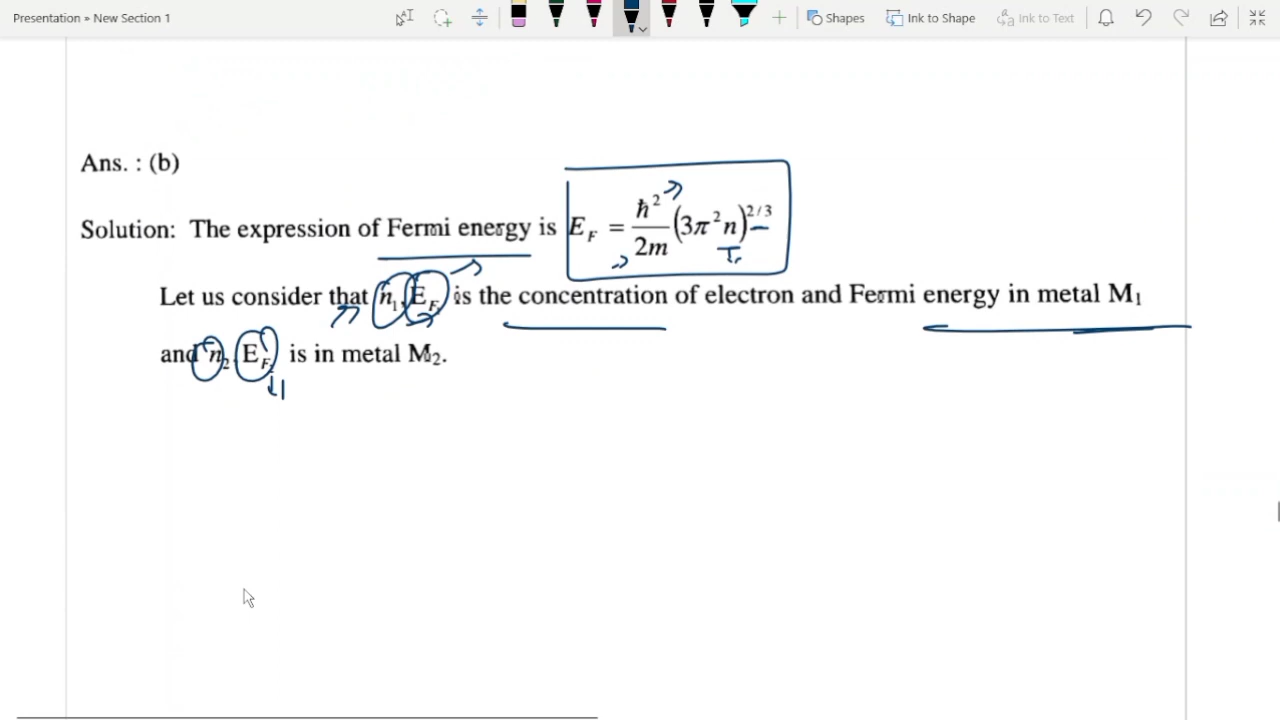 Presentation » New Section 1
Shapes
Ink to Shape
Ink to Text
Ans. : (b)
Solution: The expression of Fermi energy is E_F = ħ²/2m (3π²n)^2/3
Let us consider that n₁, E_F₁ is the concentration of electron and Fermi energy in metal M₁
and n₂, E_F₂ is in metal M₂.